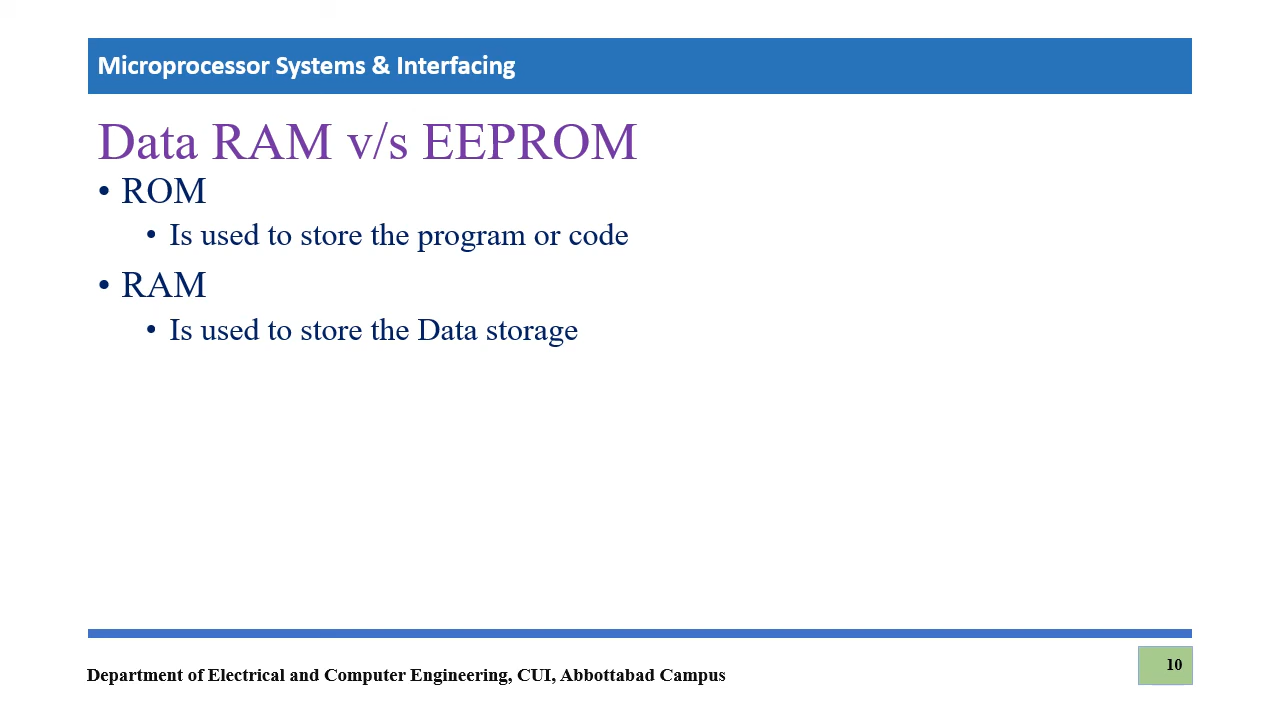 Microprocessor Systems & Interfacing
Data RAM v/s EEPROM
• ROM
• Is used to store the program or code
• RAM
• Is used to store the Data storage
Department of Electrical and Computer Engineering, CUI, Abbottabad Campus
10